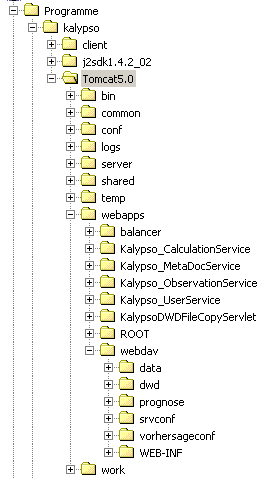 Programme
kalypso
client
j2sdk1.4.2_02
Tomcat5.0
bin
common
conf
logs
server
shared
temp
webapps
balancer
Kalypso_CalculationService
Kalypso_MetaDocService
Kalypso_ObservationService
Kalypso_UserService
KalypsoDWDFileCopyServlet
ROOT
webdav
data
dwd
prognose
srvconf
vorhersageconf
WEB-INF
work